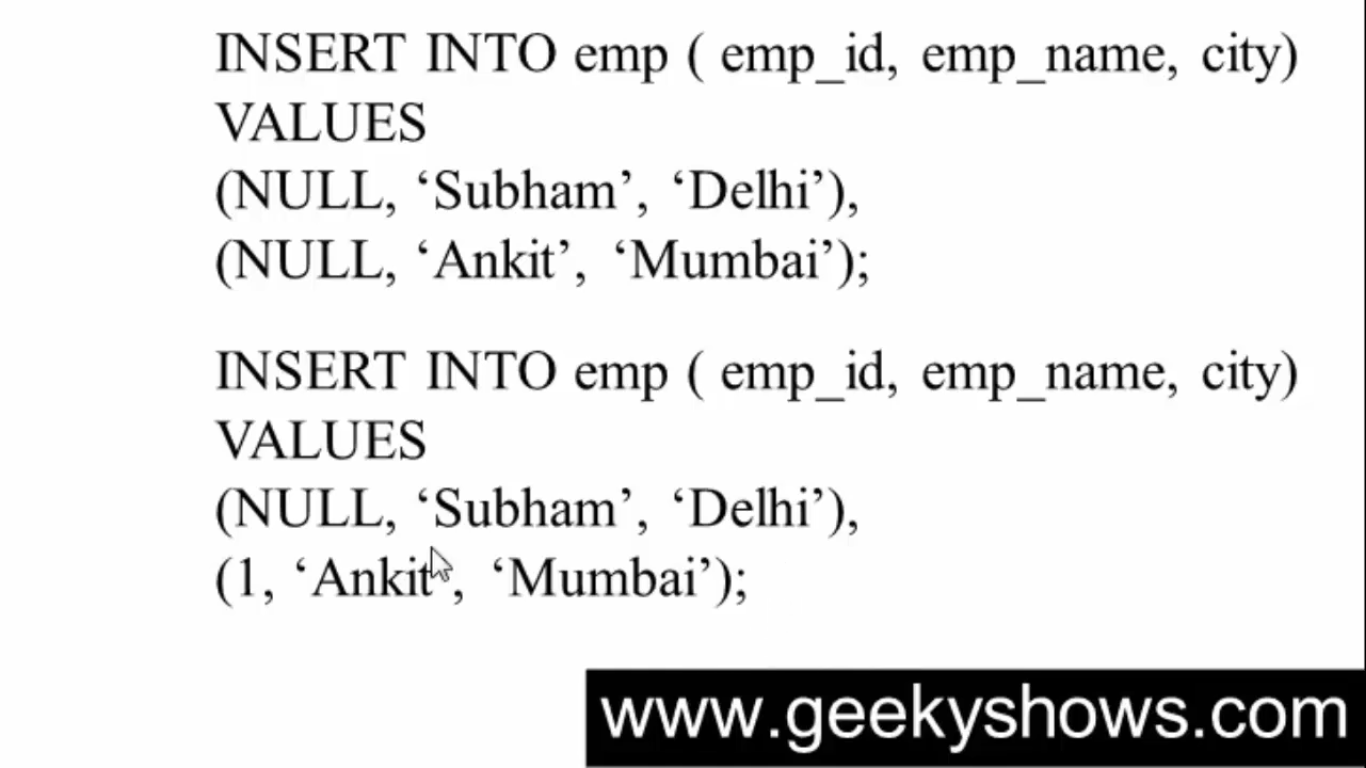 INSERT INTO emp ( emp_id, emp_name, city)
VALUES
(NULL, ‘Subham’, ‘Delhi’),
(NULL, ‘Ankit’, ‘Mumbai’);
INSERT INTO emp ( emp_id, emp_name, city)
VALUES
(NULL, ‘Subham’, ‘Delhi’),
(1, ‘Ankit’, ‘Mumbai’);
www.geekyshows.com